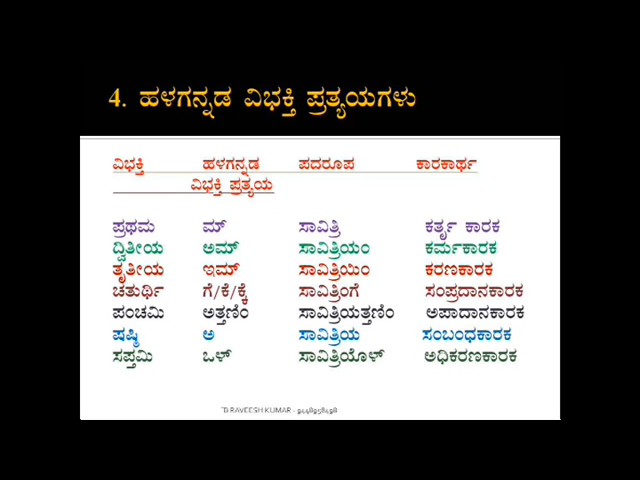 4. ಹಳಗನ್ನಡ ವಿಭಕ್ತಿ ಪ್ರತ್ಯಯಗಳು
ವಿಭಕ್ತಿ ಹಳಗನ್ನಡ ಪದರೂಪ ಕಾರಕಾರ್ಥ
ವಿಭಕ್ತಿ ಪ್ರತ್ಯಯ
ಪ್ರಥಮ ಮ್ ಸಾವಿತ್ರಿ ಕರ್ತೃ ಕಾರಕ
ದ್ವಿತೀಯ ಅಮ್ ಸಾವಿತ್ರಿಯಂ ಕರ್ಮಕಾರಕ
ತೃತೀಯ ಇಮ್ ಸಾವಿತ್ರಿಯಿಂ ಕರಣಕಾರಕ
ಚತುರ್ಥಿ ಗೆ/ಕೆ/ಕ್ಕೆ ಸಾವಿತ್ರಿಂಗೆ ಸಂಪ್ರದಾನಕಾರಕ
ಪಂಚಮಿ ಅತ್ತಣಿಂ ಸಾವಿತ್ರಿಯತ್ತಣಿಂ ಅಪಾದಾನಕಾರಕ
ಷಷ್ಠಿ ಅ ಸಾವಿತ್ರಿಯ ಸಂಬಂಧಕಾರಕ
ಸಪ್ತಮಿ ಒಳ್ ಸಾವಿತ್ರಿಯೊಳ್ ಅಧಿಕರಣಕಾರಕ
B RAVEESH KUMAR - 9448958498